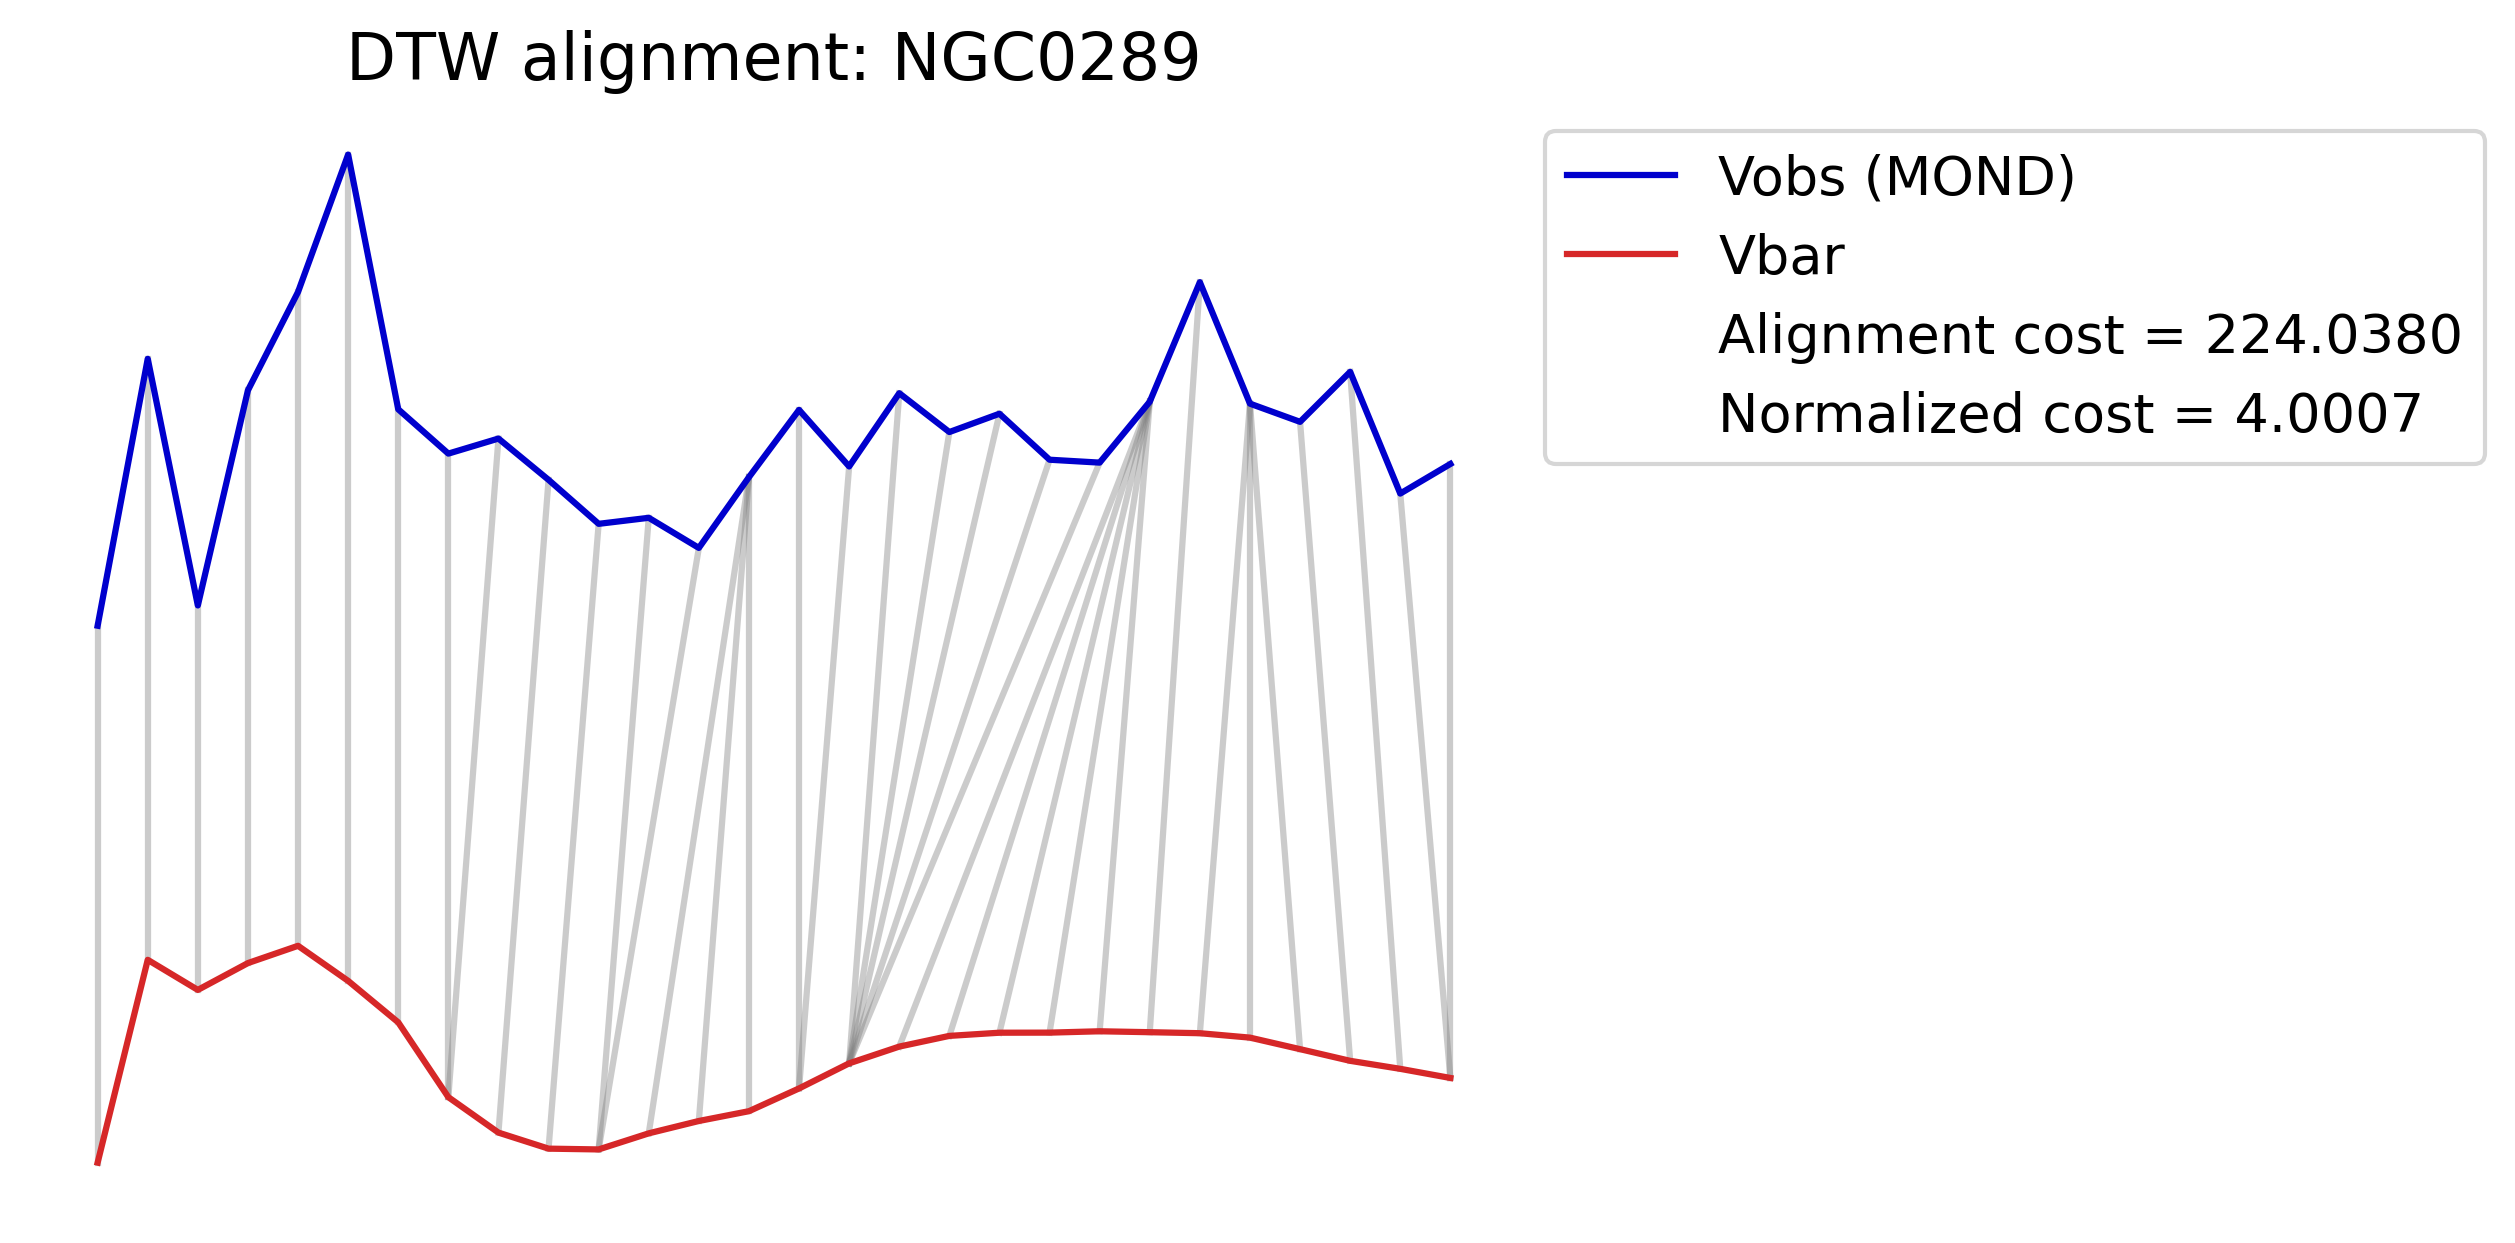 DTW alignment: NGC0289
Vobs (MOND)
Vbar
Alignment cost = 224.0380
Normalized cost = 4.0007